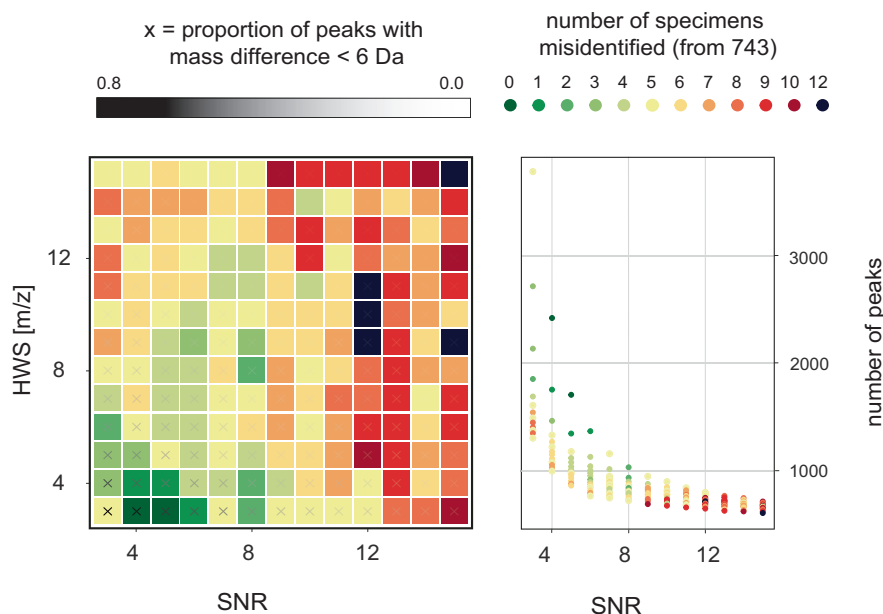 x = proportion of peaks with
mass difference < 6 Da
0.8 0.0
number of specimens
misidentified (from 743)
0 1 2 3 4 5 6 7 8 9 10 12
12
8
4
HWS [m/z]
4 8 12
SNR
3000
2000
1000
number of peaks
4 8 12
SNR